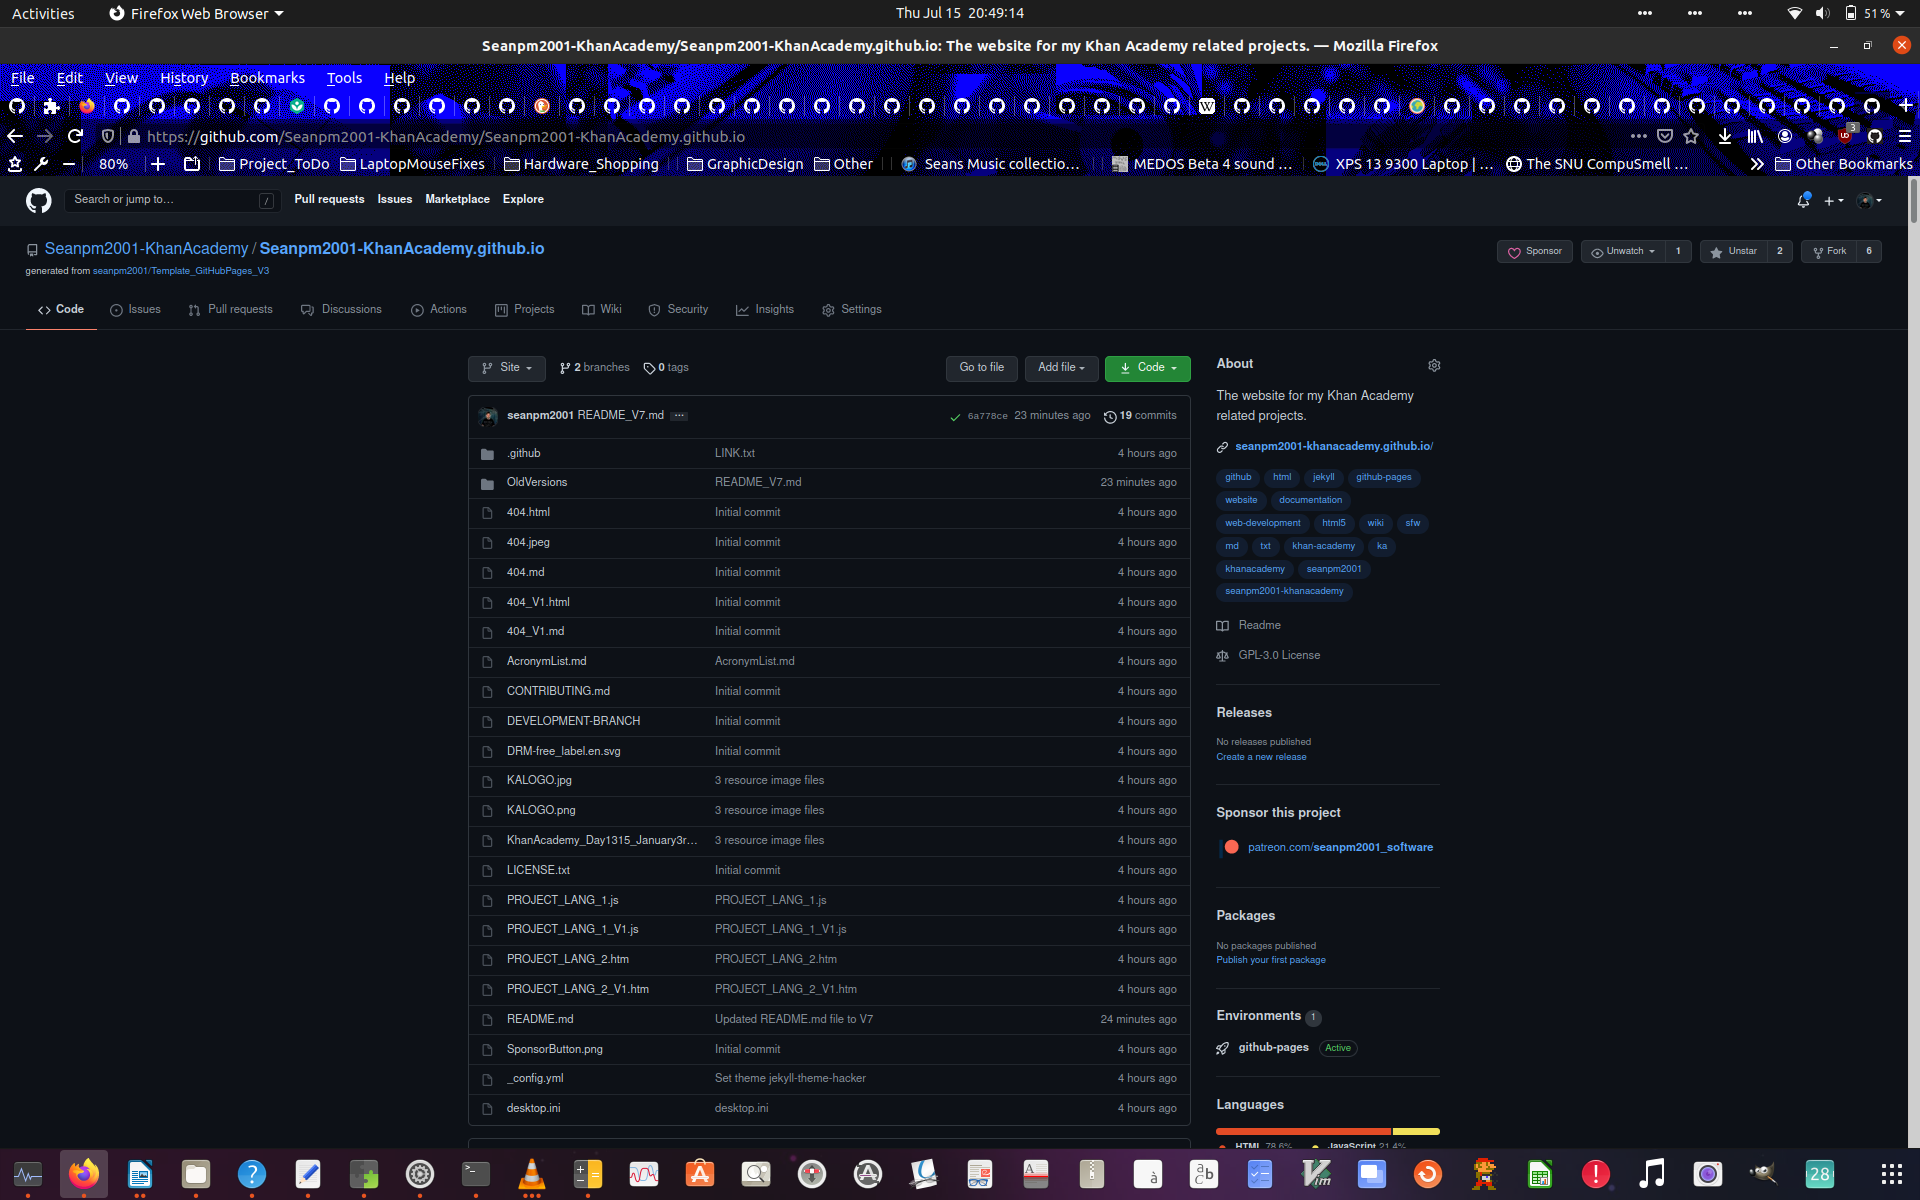 Activities Firefox Web Browser Thu Jul 15 20:49:14 51 %
Seanpm2001-KhanAcademy/Seanpm2001-KhanAcademy.github.io: The website for my Khan Academy related projects. — Mozilla Firefox
File Edit View History Bookmarks Tools Help
https://github.com/Seanpm2001-KhanAcademy/Seanpm2001-KhanAcademy.github.io 3
80% Project_ToDo LaptopMouseFixes Hardware_Shopping GraphicDesign Other Seans Music collectio… MEDOS Beta 4 sound … XPS 13 9300 Laptop | … The SNU CompuSmell … Other Bookmarks
Search or jump to… / Pull requests Issues Marketplace Explore
Seanpm2001-KhanAcademy / Seanpm2001-KhanAcademy.github.io Sponsor Unwatch 1 Unstar 2 Fork 6
generated from seanpm2001/Template_GitHubPages_V3
Code Issues Pull requests Discussions Actions Projects Wiki Security Insights Settings
Site 2 branches 0 tags Go to file Add file Code
seanpm2001 README_V7.md ··· 6a778ce 23 minutes ago 19 commits
.github LINK.txt 4 hours ago
OldVersions README_V7.md 23 minutes ago
404.html Initial commit 4 hours ago
404.jpeg Initial commit 4 hours ago
404.md Initial commit 4 hours ago
404_V1.html Initial commit 4 hours ago
404_V1.md Initial commit 4 hours ago
AcronymList.md AcronymList.md 4 hours ago
CONTRIBUTING.md Initial commit 4 hours ago
DEVELOPMENT-BRANCH Initial commit 4 hours ago
DRM-free_label.en.svg Initial commit 4 hours ago
KALOGO.jpg 3 resource image files 4 hours ago
KALOGO.png 3 resource image files 4 hours ago
KhanAcademy_Day1315_January3r… 3 resource image files 4 hours ago
LICENSE.txt Initial commit 4 hours ago
PROJECT_LANG_1.js PROJECT_LANG_1.js 4 hours ago
PROJECT_LANG_1_V1.js PROJECT_LANG_1_V1.js 4 hours ago
PROJECT_LANG_2.htm PROJECT_LANG_2.htm 4 hours ago
PROJECT_LANG_2_V1.htm PROJECT_LANG_2_V1.htm 4 hours ago
README.md Updated README.md file to V7 24 minutes ago
SponsorButton.png Initial commit 4 hours ago
_config.yml Set theme jekyll-theme-hacker 4 hours ago
desktop.ini desktop.ini 4 hours ago
About
The website for my Khan Academy
related projects.
seanpm2001-khanacademy.github.io/
github html jekyll github-pages
website documentation
web-development html5 wiki sfw
md txt khan-academy ka
khanacademy seanpm2001
seanpm2001-khanacademy
Readme
GPL-3.0 License
Releases
No releases published
Create a new release
Sponsor this project
patreon.com/seanpm2001_software
Packages
No packages published
Publish your first package
Environments 1
github-pages Active
Languages
HTML 78.6% JavaScript 21.4%
28